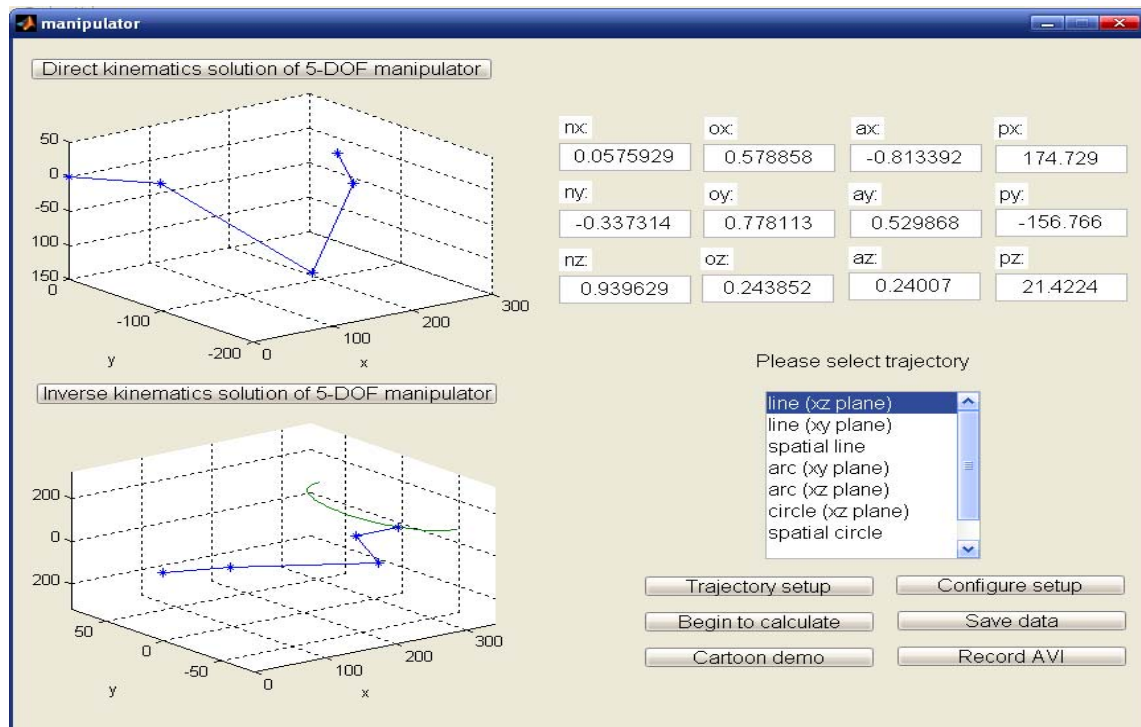 manipulator
Direct kinematics solution of 5-DOF manipulator
50
0
-50
100
150
0
-100
-200
0
100
200
300
y
x
nx:
ox:
ax:
px:
0.0575929
0.578858
-0.813392
174.729
ny:
oy:
ay:
py:
-0.337314
0.778113
0.529868
-156.766
nz:
oz:
az:
pz:
0.939629
0.243852
0.24007
21.4224
Inverse kinematics solution of 5-DOF manipulator
200
0
200
50
0
-50
0
100
200
300
y
x
Please select trajectory
line (xz plane)
line (xy plane)
spatial line
arc (xy plane)
arc (xz plane)
circle (xz plane)
spatial circle
Trajectory setup
Configure setup
Begin to calculate
Save data
Cartoon demo
Record AVI